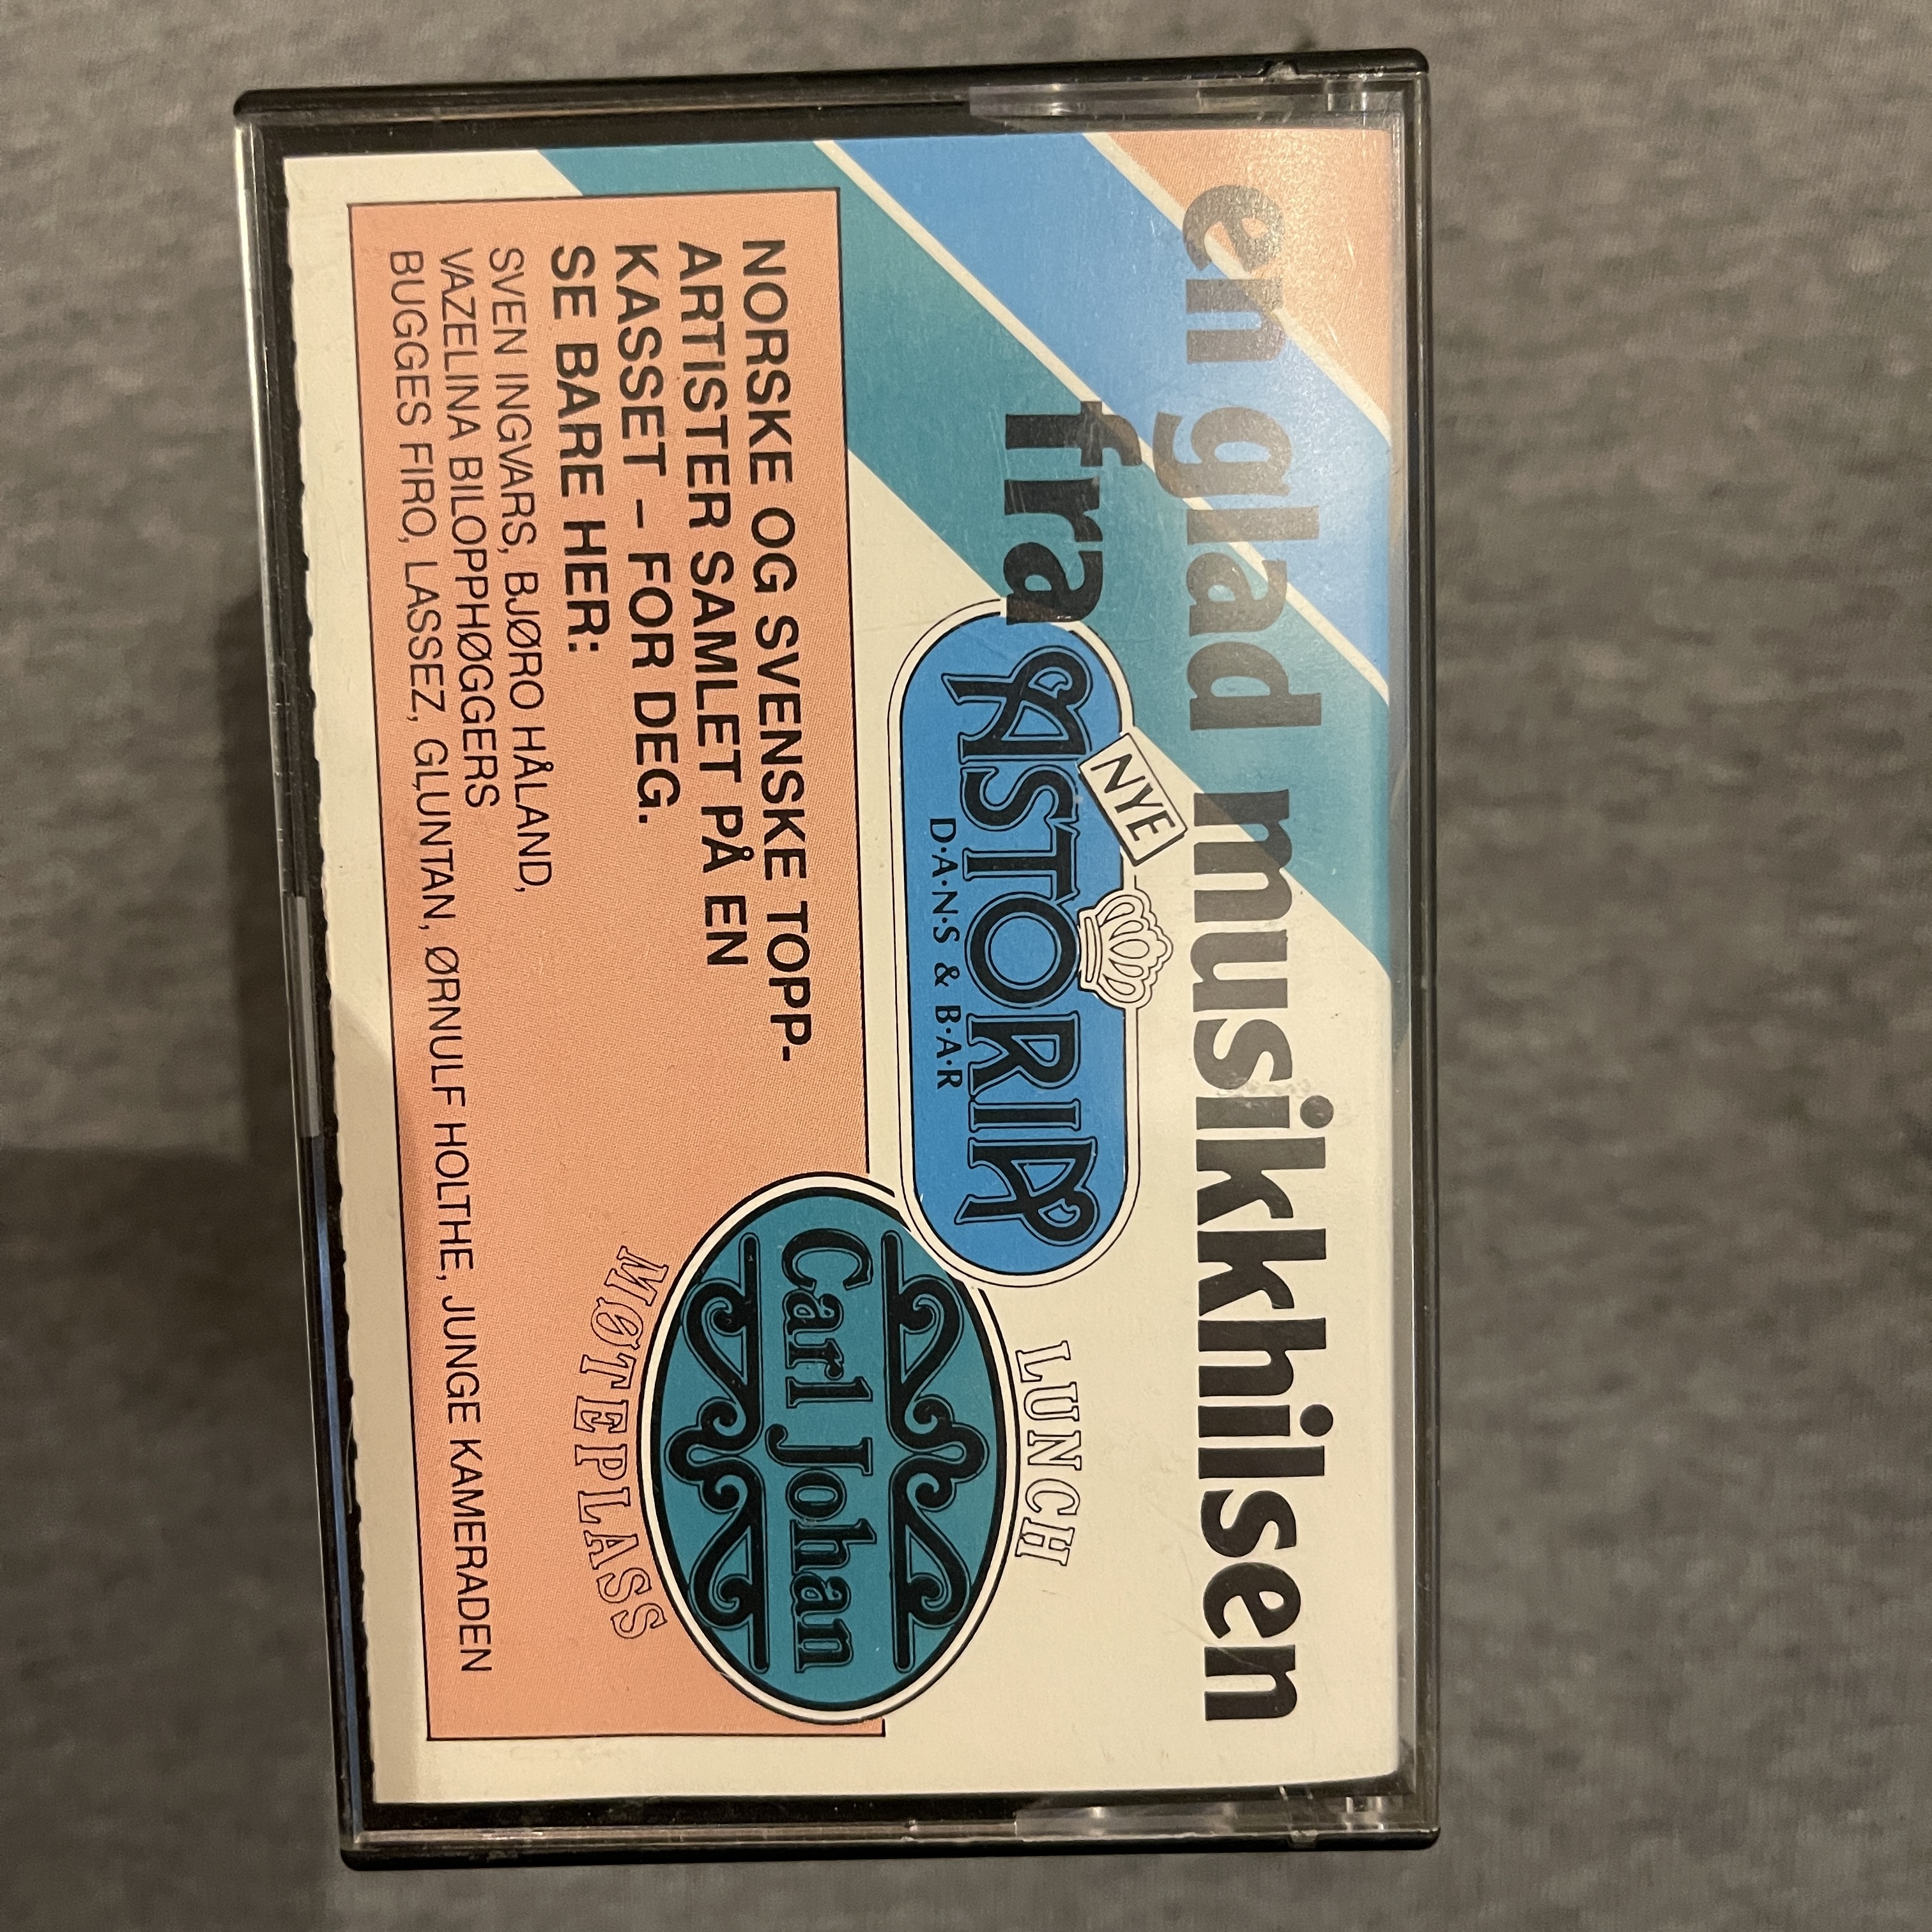 en glad musikkhilsen
fra
NYE
ASTORIA
D·A·N·S & B·A·R
LUNCH
Carl Johan
MØTEPLASS
NORSKE OG SVENSKE TOPP-
ARTISTER SAMLET PÅ EN
KASSET – FOR DEG.
SE BARE HER:
SVEN INGVARS, BJØRO HÅLAND,
VAZELINA BILOPPHØGGERS
BUGGES FIRO, LASSEZ, GLUNTAN, ØRNULF HOLTHE, JUNGE KAMERADEN